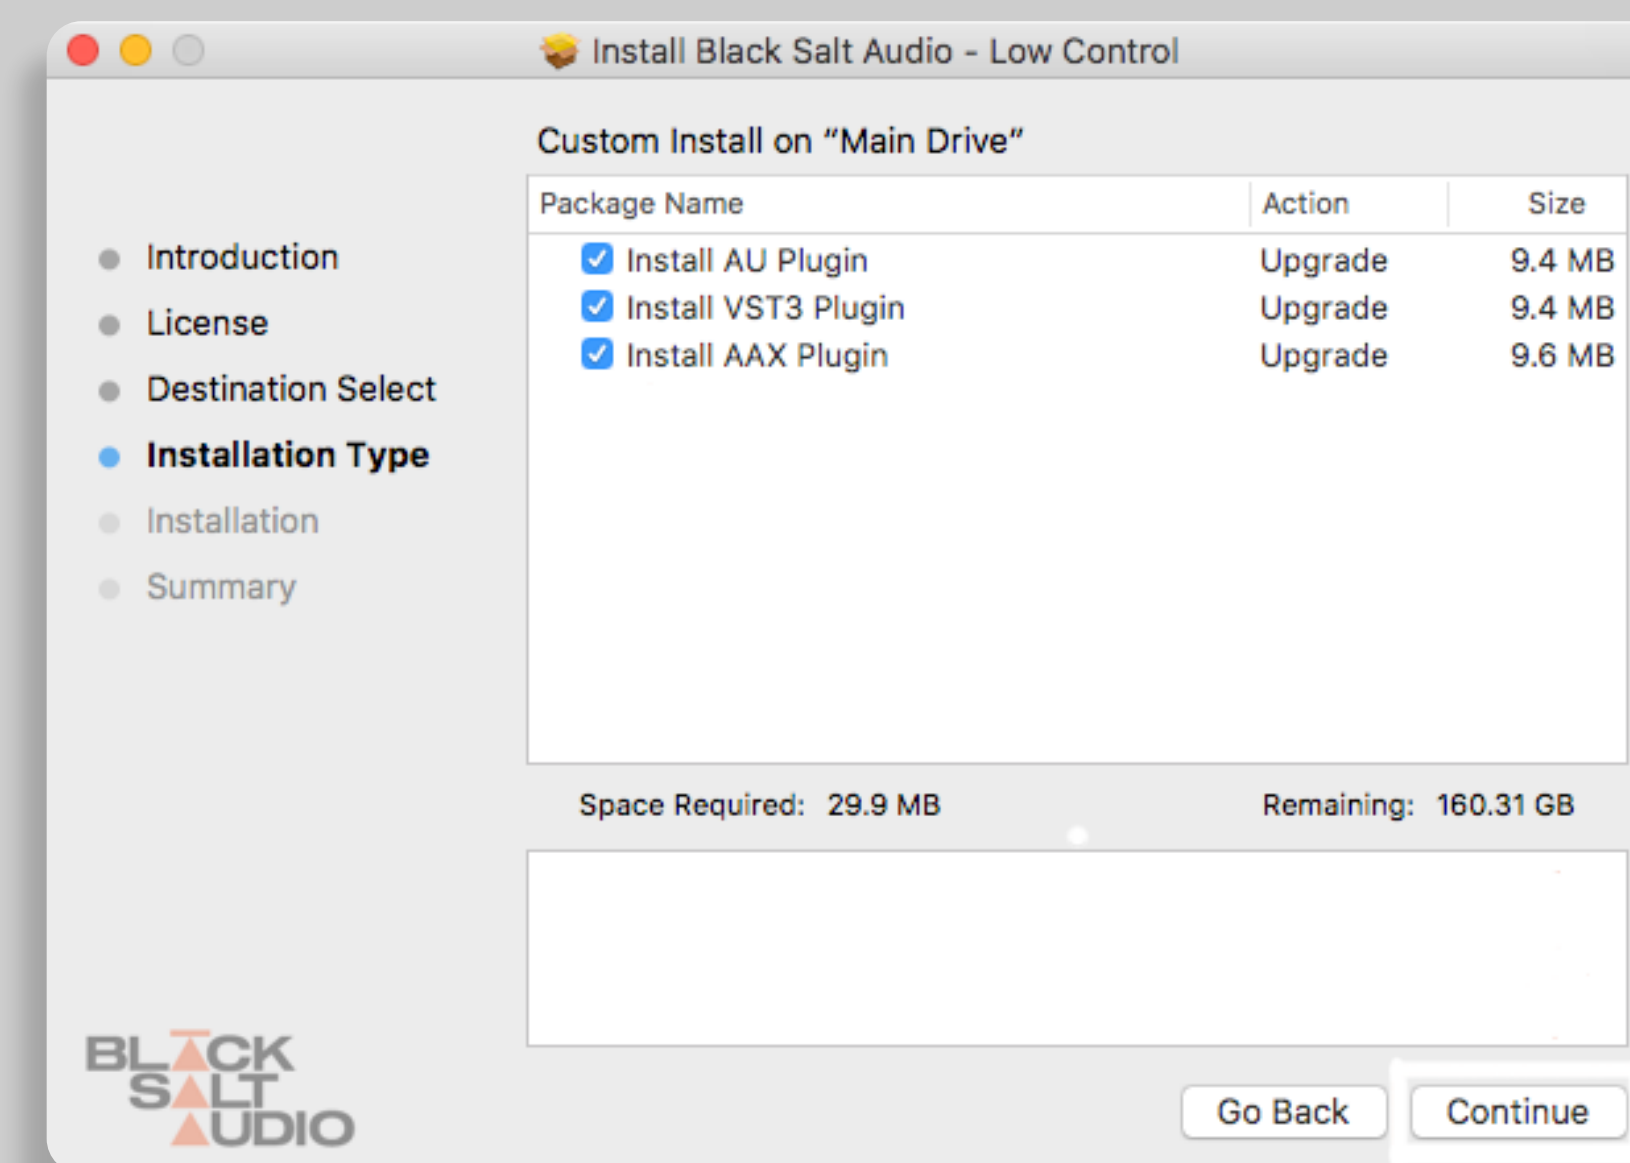 Install Black Salt Audio - Low Control
Custom Install on “Main Drive”
Package Name Action Size
Install AU Plugin Upgrade 9.4 MB
Install VST3 Plugin Upgrade 9.4 MB
Install AAX Plugin Upgrade 9.6 MB
Introduction
License
Destination Select
Installation Type
Installation
Summary
Space Required: 29.9 MB Remaining: 160.31 GB
BLACK
SALT
AUDIO
Go Back Continue